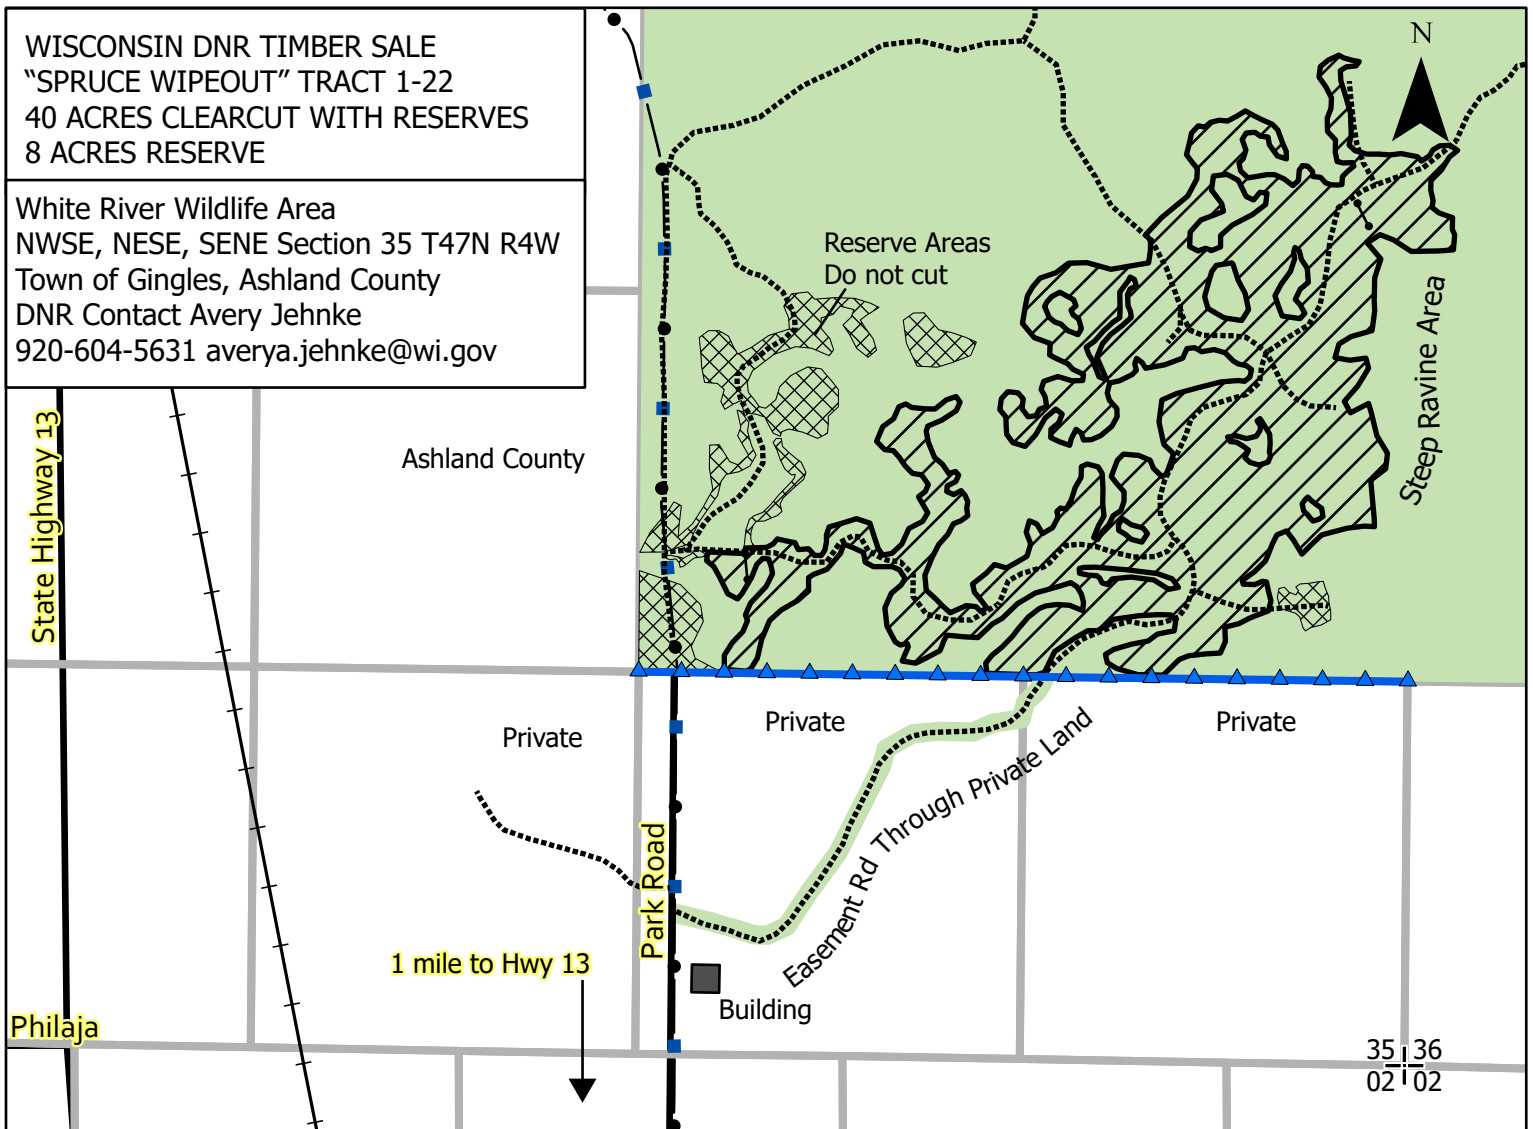 WISCONSIN DNR TIMBER SALE
“SPRUCE WIPEOUT” TRACT 1-22
40 ACRES CLEARCUT WITH RESERVES
8 ACRES RESERVE
White River Wildlife Area
NWSE, NESE, SENE Section 35 T47N R4W
Town of Gingles, Ashland County
DNR Contact Avery Jehnke
920-604-5631 averya.jehnke@wi.gov
N
Reserve Areas
Do not cut
Steep Ravine Area
State Highway 13
Ashland County
Private
Private
Private
Easement Rd Through Private Land
Park Road
1 mile to Hwy 13
Building
Philaja
35 36
02 02